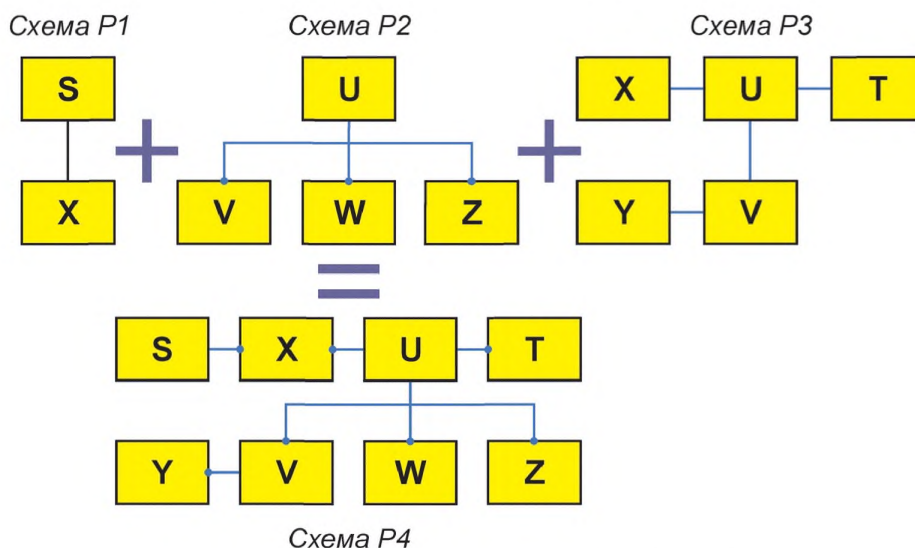 Схема P1
Схема P2
Схема P3
S
U
X U T
X
V W Z
Y V
S X U T
Y V W Z
Схема P4